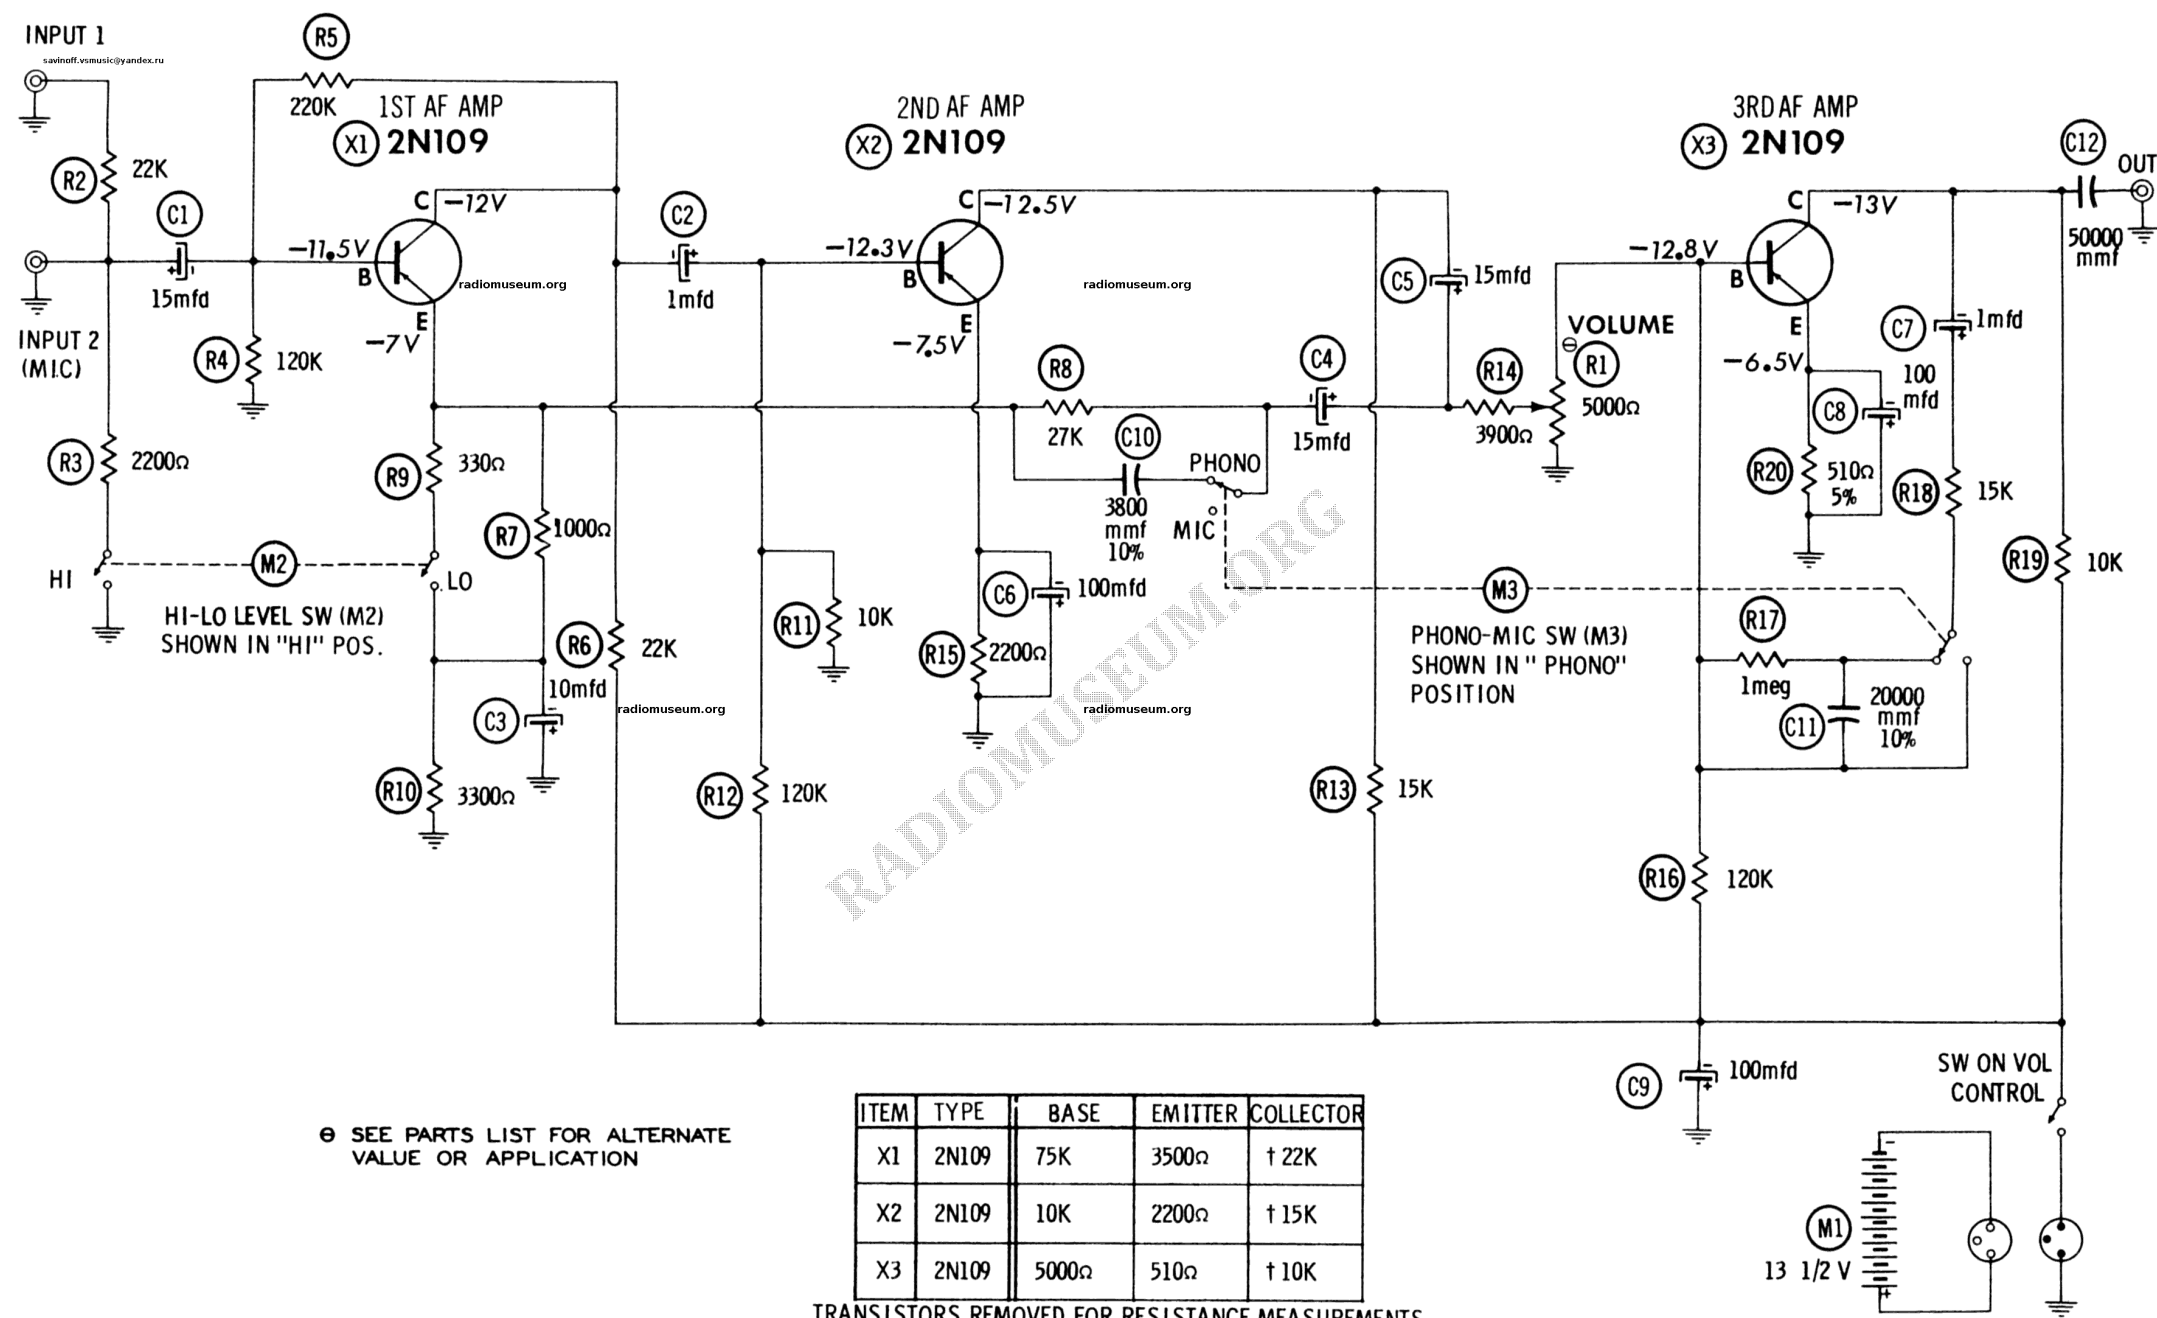 INPUT 1
savinoff.vsmusic@yandex.ru
R5
220K
1ST AF AMP
X1 2N109
2ND AF AMP
X2 2N109
3RD AF AMP
X3 2N109
C12
OUT
50000
mmf
R2
22K
C1
15mfd
C
-12V
-11.5V
B
E
-7V
radiomuseum.org
C2
1mfd
C
-12.5V
-12.3V
B
E
-7.5V
radiomuseum.org
C5
15mfd
C
-13V
-12.8V
B
E
-6.5V
INPUT 2
(MIC)
R4
120K
R8
27K
C10
3800
mmf
10%
PHONO
MIC
C4
15mfd
R14
3900Ω
VOLUME
⊖
R1
5000Ω
C7
1mfd
100
mfd
C8
R20
510Ω
5%
R18
15K
R3
2200Ω
R9
330Ω
R7
1000Ω
HI
M2
LO
HI-LO LEVEL SW (M2)
SHOWN IN "HI" POS.
R6
22K
R11
10K
C6
100mfd
R15
2200Ω
M3
PHONO-MIC SW (M3)
SHOWN IN " PHONO"
POSITION
R17
1meg
C11
20000
mmf
10%
R19
10K
10mfd
C3
radiomuseum.org
radiomuseum.org
RADIOMUSEUM.ORG
R10
3300Ω
R12
120K
R13
15K
R16
120K
C9
100mfd
SW ON VOL
CONTROL
⊖ SEE PARTS LIST FOR ALTERNATE
VALUE OR APPLICATION
ITEM TYPE BASE EMITTER COLLECTOR
X1 2N109 75K 3500Ω †22K
X2 2N109 10K 2200Ω †15K
X3 2N109 5000Ω 510Ω †10K
TRANSISTORS REMOVED FOR RESISTANCE MEASUREMENTS
M1
13 1/2 V